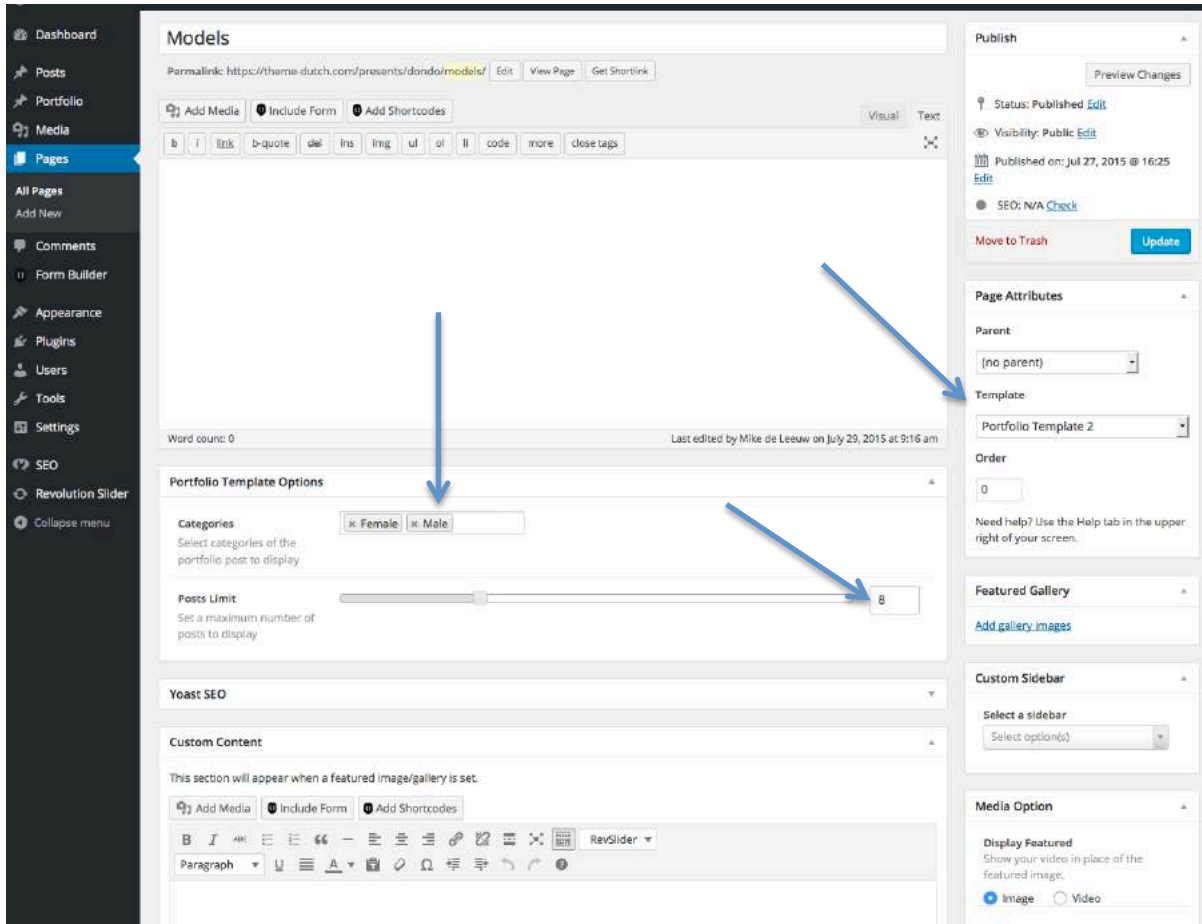 Dashboard
Posts
Portfolio
Media
Pages
All Pages
Add New
Comments
Form Builder
Appearance
Plugins
Users
Tools
Settings
SEO
Revolution Slider
Collapse menu
Models
Permalink: https://theme-dutch.com/presents/dondo/models/ Edit View Page Get Shortlink
Add Media Include Form Add Shortcodes
Visual Text
b i link b-quote del ins img ul ol li code more close tags
Word count: 0 Last edited by Mike de Leeuw on July 29, 2015 at 9:16 am
Portfolio Template Options
Categories
Select categories of the
portfolio post to display
× Female × Male
Posts Limit
Set a maximum number of
posts to display
8
Yoast SEO
Custom Content
This section will appear when a featured image/gallery is set.
Add Media Include Form Add Shortcodes
B I ABC RevSlider
Paragraph U A Ω
Publish
Preview Changes
Status: Published Edit
Visibility: Public Edit
Published on: Jul 27, 2015 @ 16:25
Edit
SEO: N/A Check
Move to Trash Update
Page Attributes
Parent
(no parent)
Template
Portfolio Template 2
Order
0
Need help? Use the Help tab in the upper
right of your screen.
Featured Gallery
Add gallery images
Custom Sidebar
Select a sidebar
Select option(s)
Media Option
Display Featured
Show your video in place of the
featured image.
Image Video